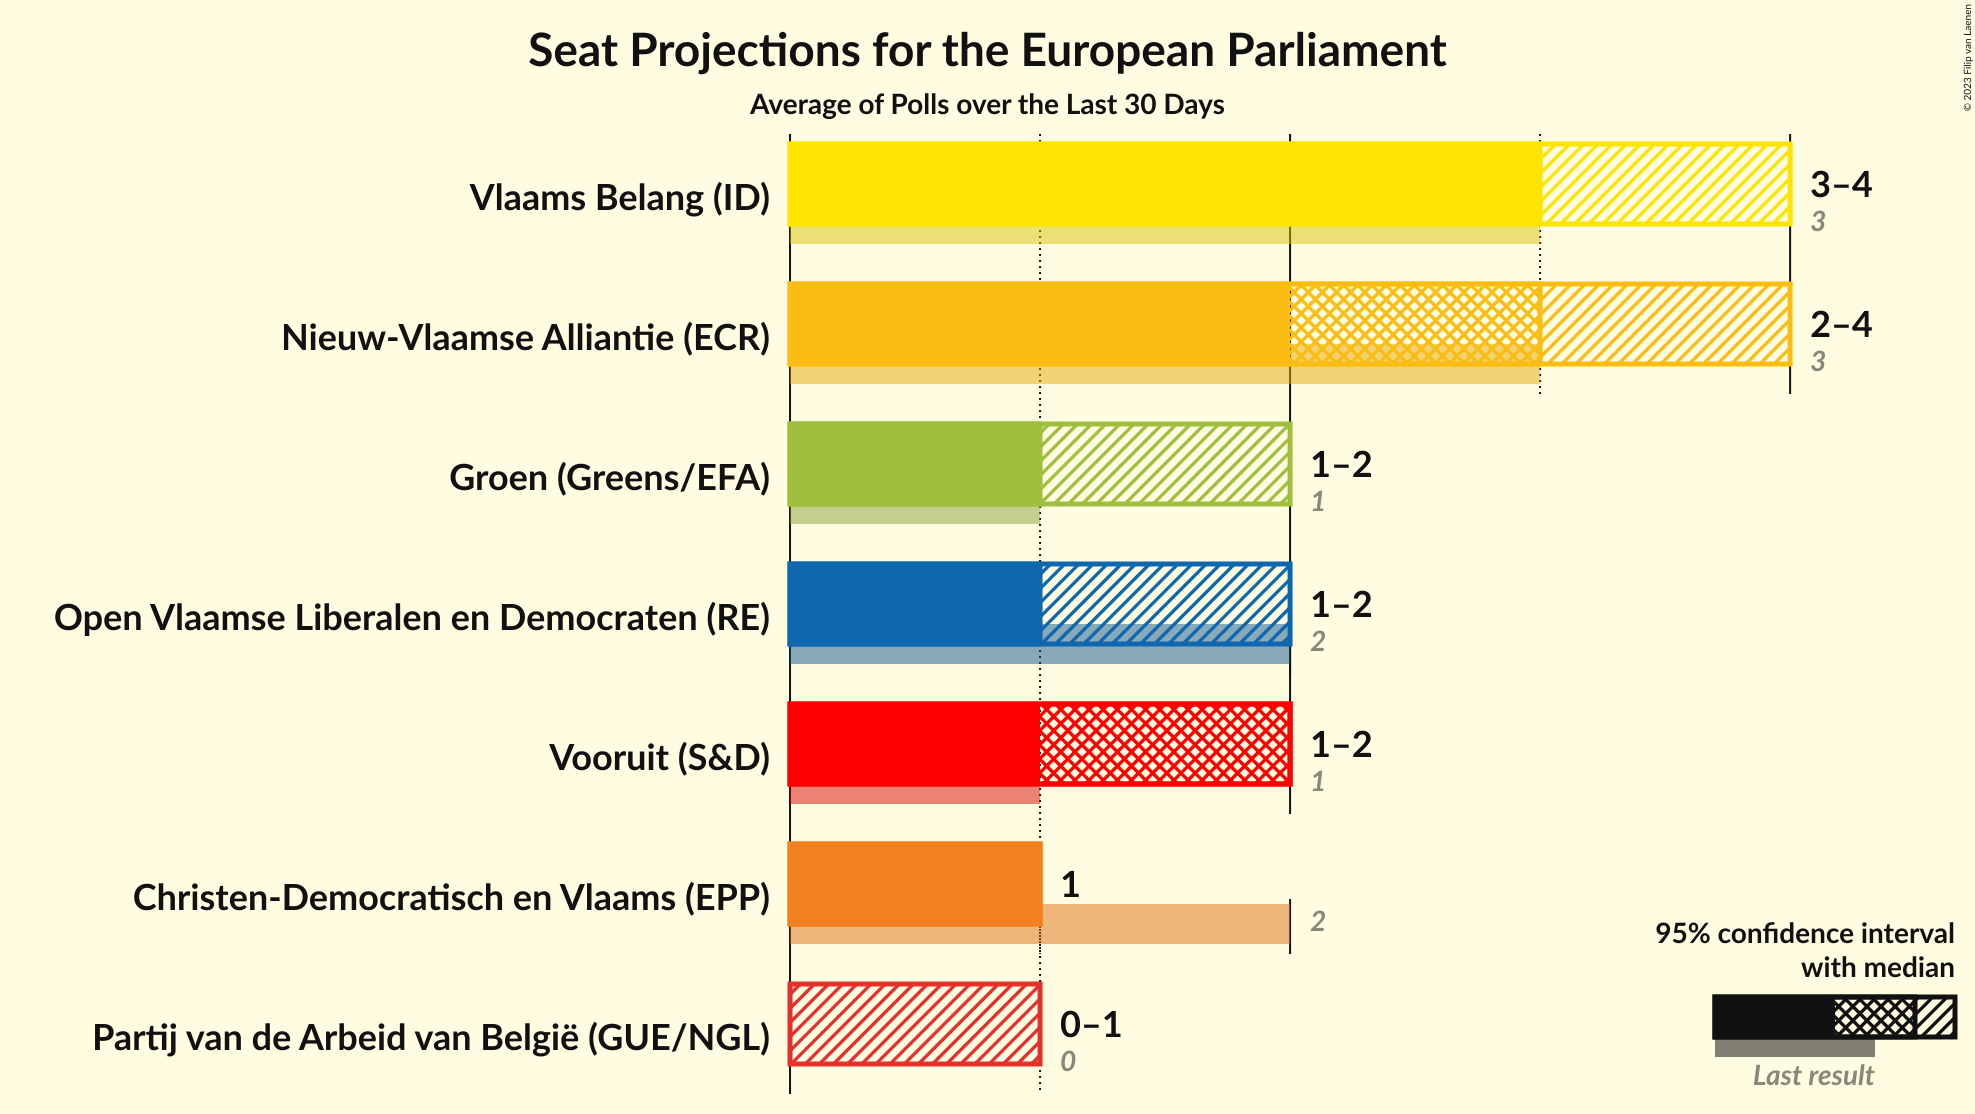 Seat Projections for the European Parliament
Average of Polls over the Last 30 Days
© 2023 Filip van Laenen
Vlaams Belang (ID)
3–4
3
Nieuw-Vlaamse Alliantie (ECR)
2–4
3
Groen (Greens/EFA)
1–2
1
Open Vlaamse Liberalen en Democraten (RE)
1–2
2
Vooruit (S&D)
1–2
1
Christen-Democratisch en Vlaams (EPP)
1
2
Partij van de Arbeid van België (GUE/NGL)
0–1
0
95% confidence interval
with median
Last result